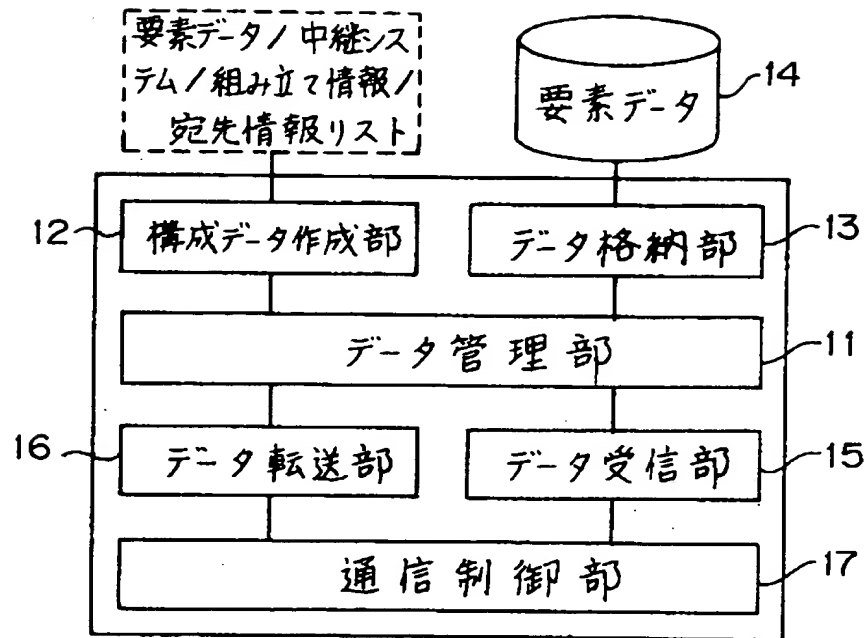 要素データ/中継シス
テム/組み立て情報/
宛先情報リスト
要素データ
14
12
構成データ作成部
データ格納部
13
データ管理部
11
16
データ転送部
データ受信部
15
通信制御部
17